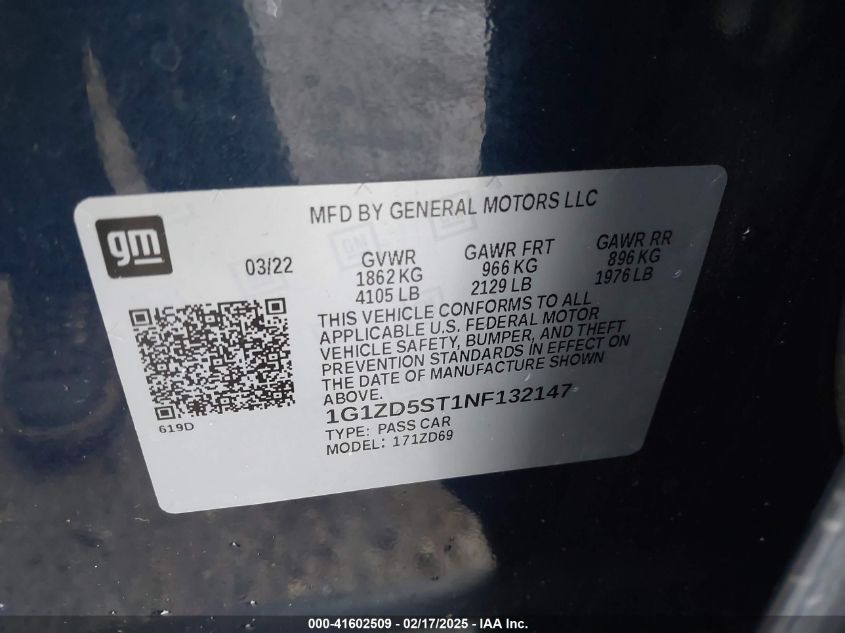 gm
MFD BY GENERAL MOTORS LLC
03/22
GVWR
1862 KG
4105 LB
GAWR FRT
966 KG
2129 LB
GAWR RR
896 KG
1976 LB
THIS VEHICLE CONFORMS TO ALL
APPLICABLE U.S. FEDERAL MOTOR
VEHICLE SAFETY, BUMPER, AND THEFT
PREVENTION STANDARDS IN EFFECT ON
THE DATE OF MANUFACTURE SHOWN
ABOVE.
1G1ZD5ST1NF132147
TYPE: PASS CAR
MODEL: 171ZD69
619D
000-41602509 - 02/17/2025 - IAA Inc.